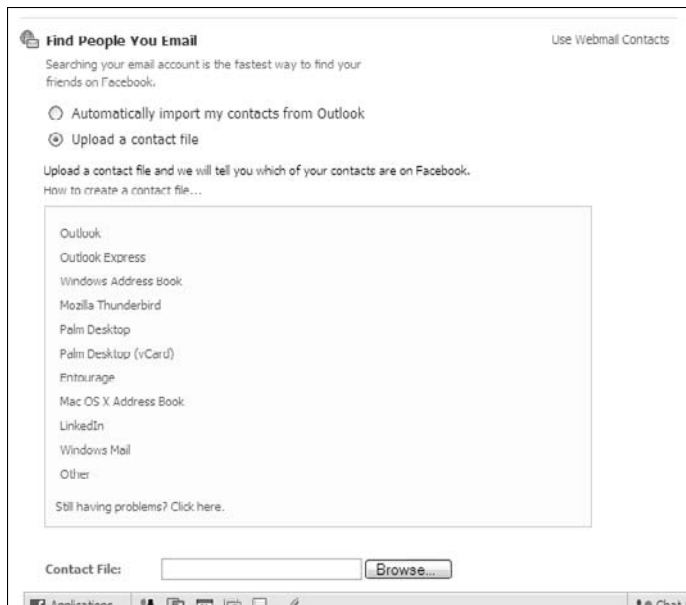 Find People You Email
Use Webmail Contacts
Searching your email account is the fastest way to find your
friends on Facebook.
Automatically import my contacts from Outlook
Upload a contact file
Upload a contact file and we will tell you which of your contacts are on Facebook.
How to create a contact file...
Outlook
Outlook Express
Windows Address Book
Mozilla Thunderbird
Palm Desktop
Palm Desktop (vCard)
Entourage
Mac OS X Address Book
LinkedIn
Windows Mail
Other
Still having problems? Click here.
Contact File:
Browse...
Applications
Chat